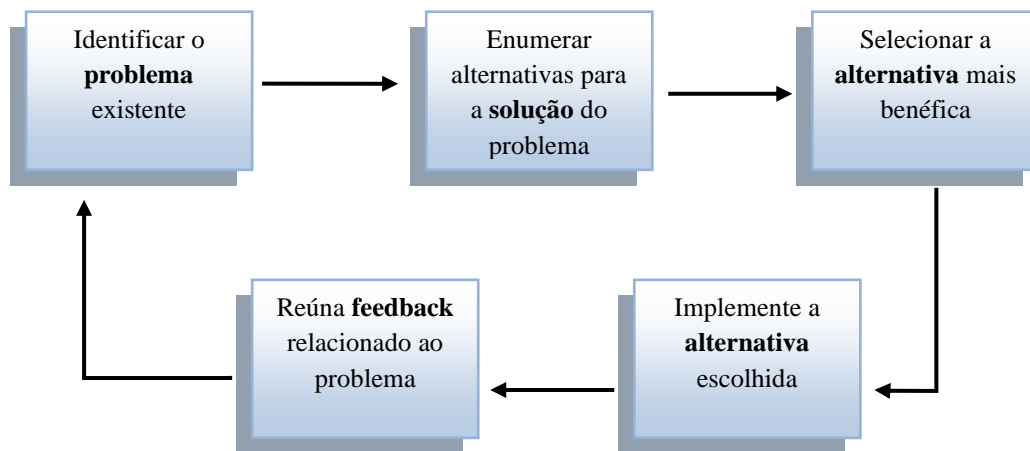 Identificar o
problema
existente
Enumerar
alternativas para
a solução do
problema
Selecionar a
alternativa mais
benéfica
Implemente a
alternativa
escolhida
Reúna feedback
relacionado ao
problema